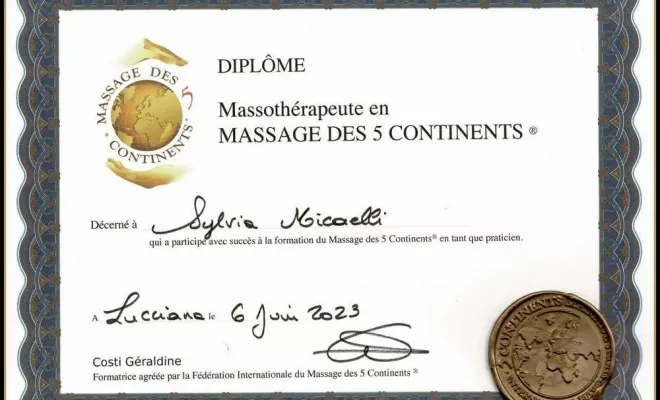 MASSAGE DES 5 CONTINENTS
DIPLÔME
Massothérapeute en
MASSAGE DES 5 CONTINENTS ®
Décerné à Sylvia Micaelli
qui a participé avec succès à la formation du Massage des 5 Continents® en tant que praticien.
A Lucciana le 6 Juin 2023
Costi Géraldine
Formatrice agréée par la Fédération Internationale du Massage des 5 Continents ®
5 CONTINENTS